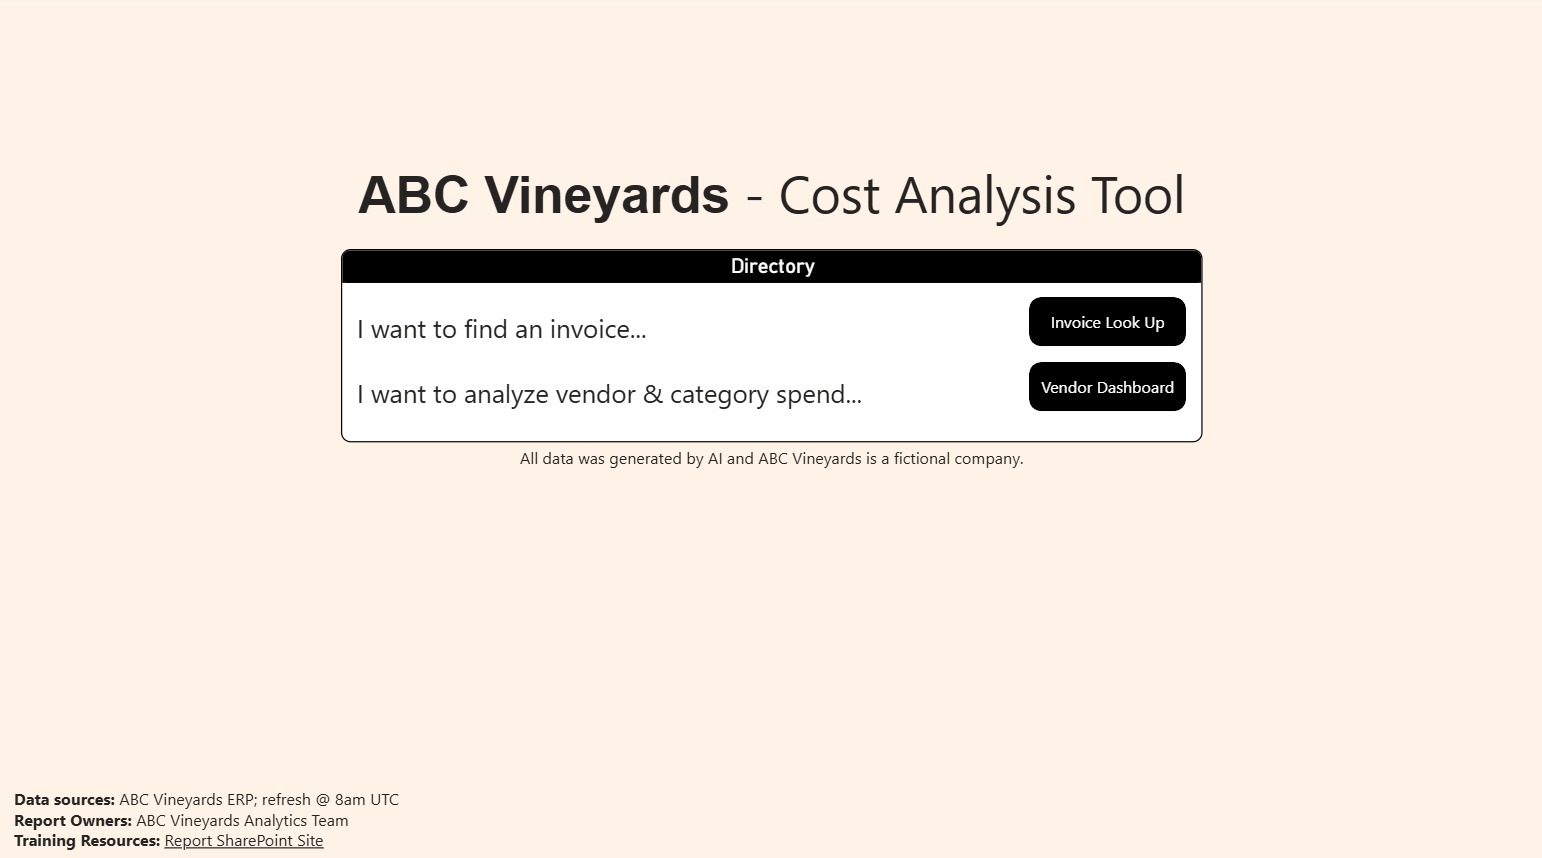 ABC Vineyards - Cost Analysis Tool
Directory
I want to find an invoice...
Invoice Look Up
I want to analyze vendor & category spend...
Vendor Dashboard
All data was generated by AI and ABC Vineyards is a fictional company.
Data sources: ABC Vineyards ERP; refresh @ 8am UTC
Report Owners: ABC Vineyards Analytics Team
Training Resources: Report SharePoint Site